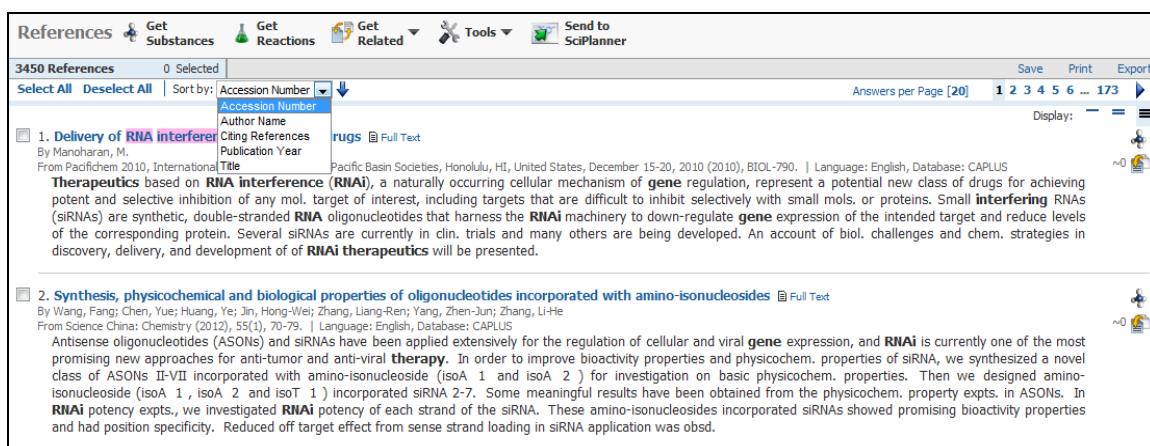 References Get Substances Get Reactions Get Related Tools Send to SciPlanner
3450 References 0 Selected Save Print Export
Select All Deselect All Sort by: Accession Number Answers per Page [20] 1 2 3 4 5 6 ... 173
Accession Number
Author Name
Citing References
Publication Year
Title
Display:
1. Delivery of RNA interferen rugs Full Text
By Manoharan, M.
From Pacifichem 2010, International Pacific Basin Societies, Honolulu, HI, United States, December 15-20, 2010 (2010), BIOL-790. | Language: English, Database: CAPLUS
~0
Therapeutics based on RNA interference (RNAi), a naturally occurring cellular mechanism of gene regulation, represent a potential new class of drugs for achieving
potent and selective inhibition of any mol. target of interest, including targets that are difficult to inhibit selectively with small mols. or proteins. Small interfering RNAs
(siRNAs) are synthetic, double-stranded RNA oligonucleotides that harness the RNAi machinery to down-regulate gene expression of the intended target and reduce levels
of the corresponding protein. Several siRNAs are currently in clin. trials and many others are being developed. An account of biol. challenges and chem. strategies in
discovery, delivery, and development of of RNAi therapeutics will be presented.
2. Synthesis, physicochemical and biological properties of oligonucleotides incorporated with amino-isonucleosides Full Text
By Wang, Fang; Chen, Yue; Huang, Ye; Jin, Hong-Wei; Zhang, Liang-Ren; Yang, Zhen-Jun; Zhang, Li-He
From Science China: Chemistry (2012), 55(1), 70-79. | Language: English, Database: CAPLUS
~0
Antisense oligonucleotides (ASONs) and siRNAs have been applied extensively for the regulation of cellular and viral gene expression, and RNAi is currently one of the most
promising new approaches for anti-tumor and anti-viral therapy. In order to improve bioactivity properties and physicochem. properties of siRNA, we synthesized a novel
class of ASONs II-VII incorporated with amino-isonucleoside (isoA 1 and isoA 2 ) for investigation on basic physicochem. properties. Then we designed amino-
isonucleoside (isoA 1 , isoA 2 and isoT 1 ) incorporated siRNA 2-7. Some meaningful results have been obtained from the physicochem. property expts. in ASONs. In
RNAi potency expts., we investigated RNAi potency of each strand of the siRNA. These amino-isonucleosides incorporated siRNAs showed promising bioactivity properties
and had position specificity. Reduced off target effect from sense strand loading in siRNA application was obsd.